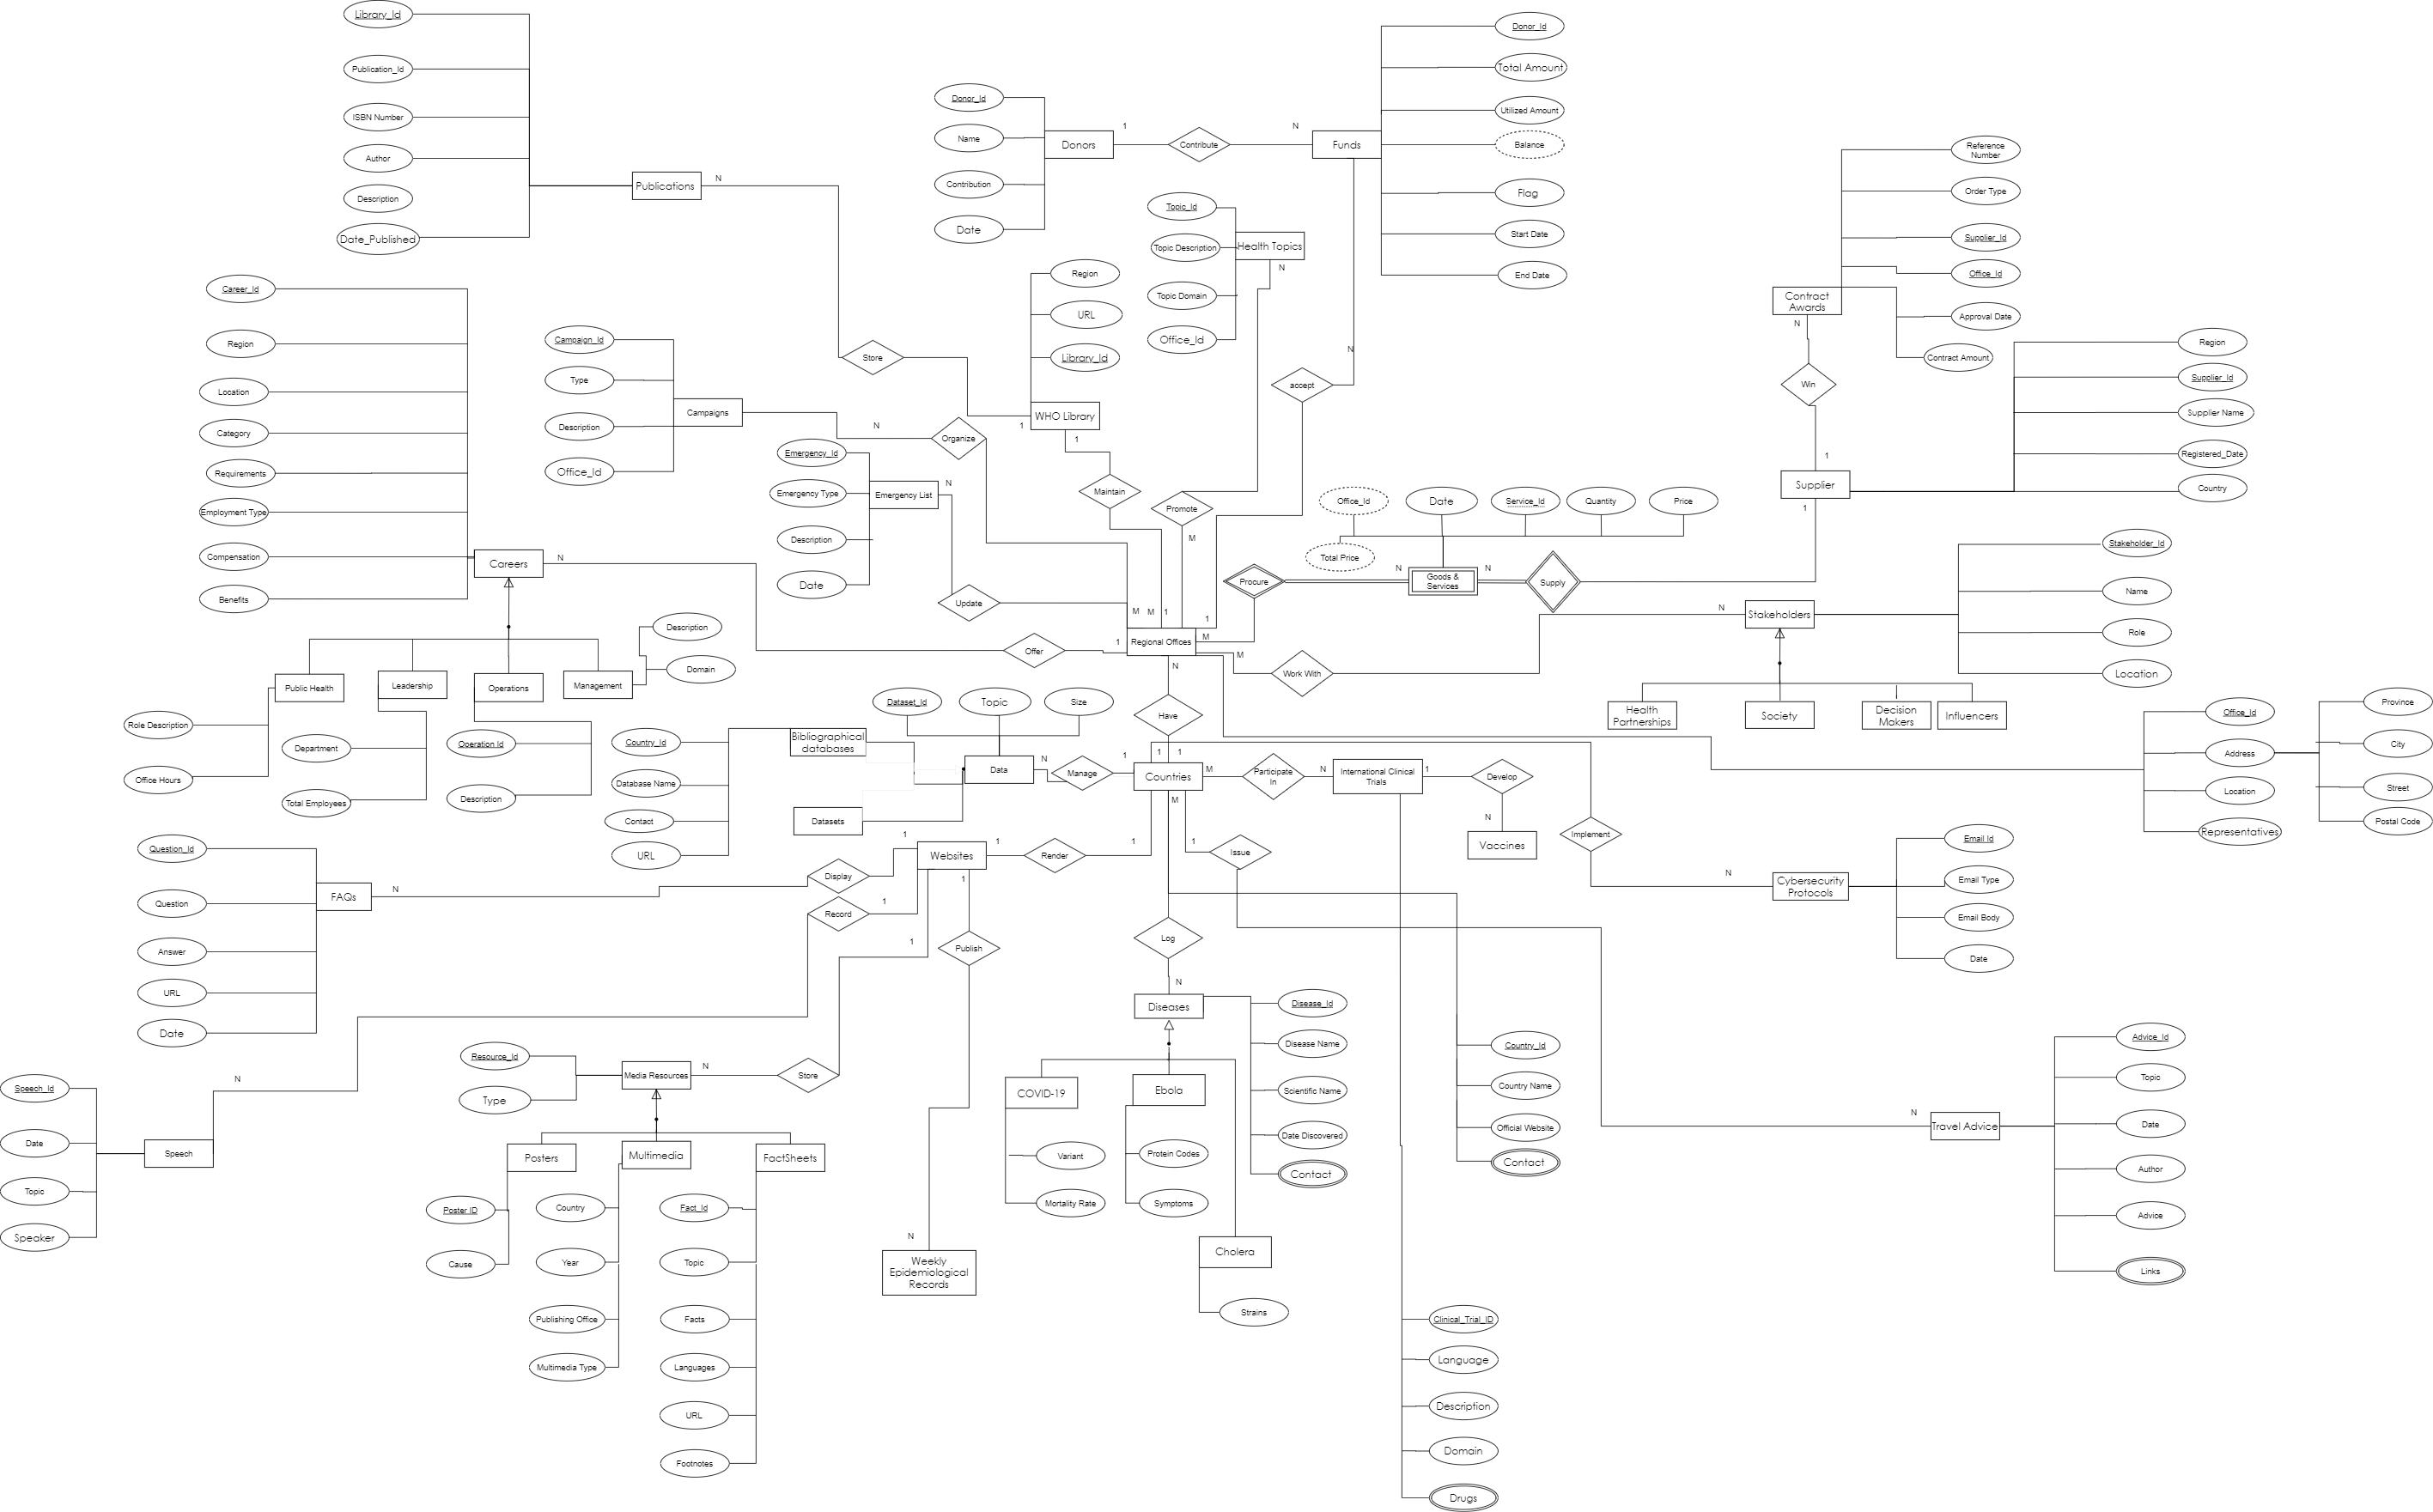 Library_Id
Publication_Id
ISBN Number
Author
Description
Date_Published
Publications
N
Donor_Id
Name
Contribution
Date
Donors
1
Contribute
N
Funds
Donor_Id
Total Amount
Utilized Amount
Balance
Flag
Start Date
End Date
Topic_Id
Topic Description
Topic Domain
Office_Id
Health Topics
N
Reference
Number
Order Type
Supplier_Id
Office_Id
Approval Date
Contract Amount
Contract
Awards
N
Win
1
Region
Supplier_Id
Supplier Name
Registered_Date
Country
Supplier
1
Career_Id
Region
Location
Category
Requirements
Employment Type
Compensation
Benefits
Careers
N
Campaign_Id
Type
Description
Office_Id
Campaigns
N
Organize
Store
Region
URL
Library_Id
WHO Library
1
1
Maintain
N
accept
Promote
M
Emergency_Id
Emergency Type
Description
Date
Emergency List
N
Update
Office_Id
Date
Service_Id
Quantity
Price
Total Price
Procure
N
Goods &
Services
N
Supply
M
M
1
1
1
Regional Offices
M
M
N
Offer
Work With
N
Stakeholders
Stakeholder_Id
Name
Role
Location
Health
Partnerships
Society
Decision
Makers
Influencers
Description
Domain
Public Health
Leadership
Operations
Management
Role Description
Office Hours
Department
Total Employees
Operation Id
Description
Have
Office_Id
Address
Location
Representatives
Province
City
Street
Postal Code
Country_Id
Database Name
Contact
URL
Bibliographical
databases
Datasets
Dataset_Id
Topic
Size
Data
N
Manage
1
1
1
Countries
M
M
Participate
In
N
International Clinical
Trials
1
Develop
N
Vaccines
Implement
N
Cybersecurity
Protocols
Email Id
Email Type
Email Body
Date
Question_Id
Question
Answer
URL
Date
FAQs
N
Display
1
Record
1
1
Websites
1
Render
1
1
Issue
1
Publish
Log
N
Diseases
Disease_Id
Disease Name
Scientific Name
Date Discovered
Contact
Country_Id
Country Name
Official Website
Contact
Speech_Id
Date
Topic
Speaker
Speech
N
Resource_Id
Type
Media Resources
N
Store
Posters
Multimedia
FactSheets
Poster ID
Cause
Country
Year
Publishing Office
Multimedia Type
Fact_Id
Topic
Facts
Languages
URL
Footnotes
N
Weekly
Epidemiological
Records
COVID-19
Ebola
Variant
Mortality Rate
Protein Codes
Symptoms
Cholera
Strains
Clinical_Trial_ID
Language
Description
Domain
Drugs
N
Travel Advice
Advice_Id
Topic
Date
Author
Advice
Links